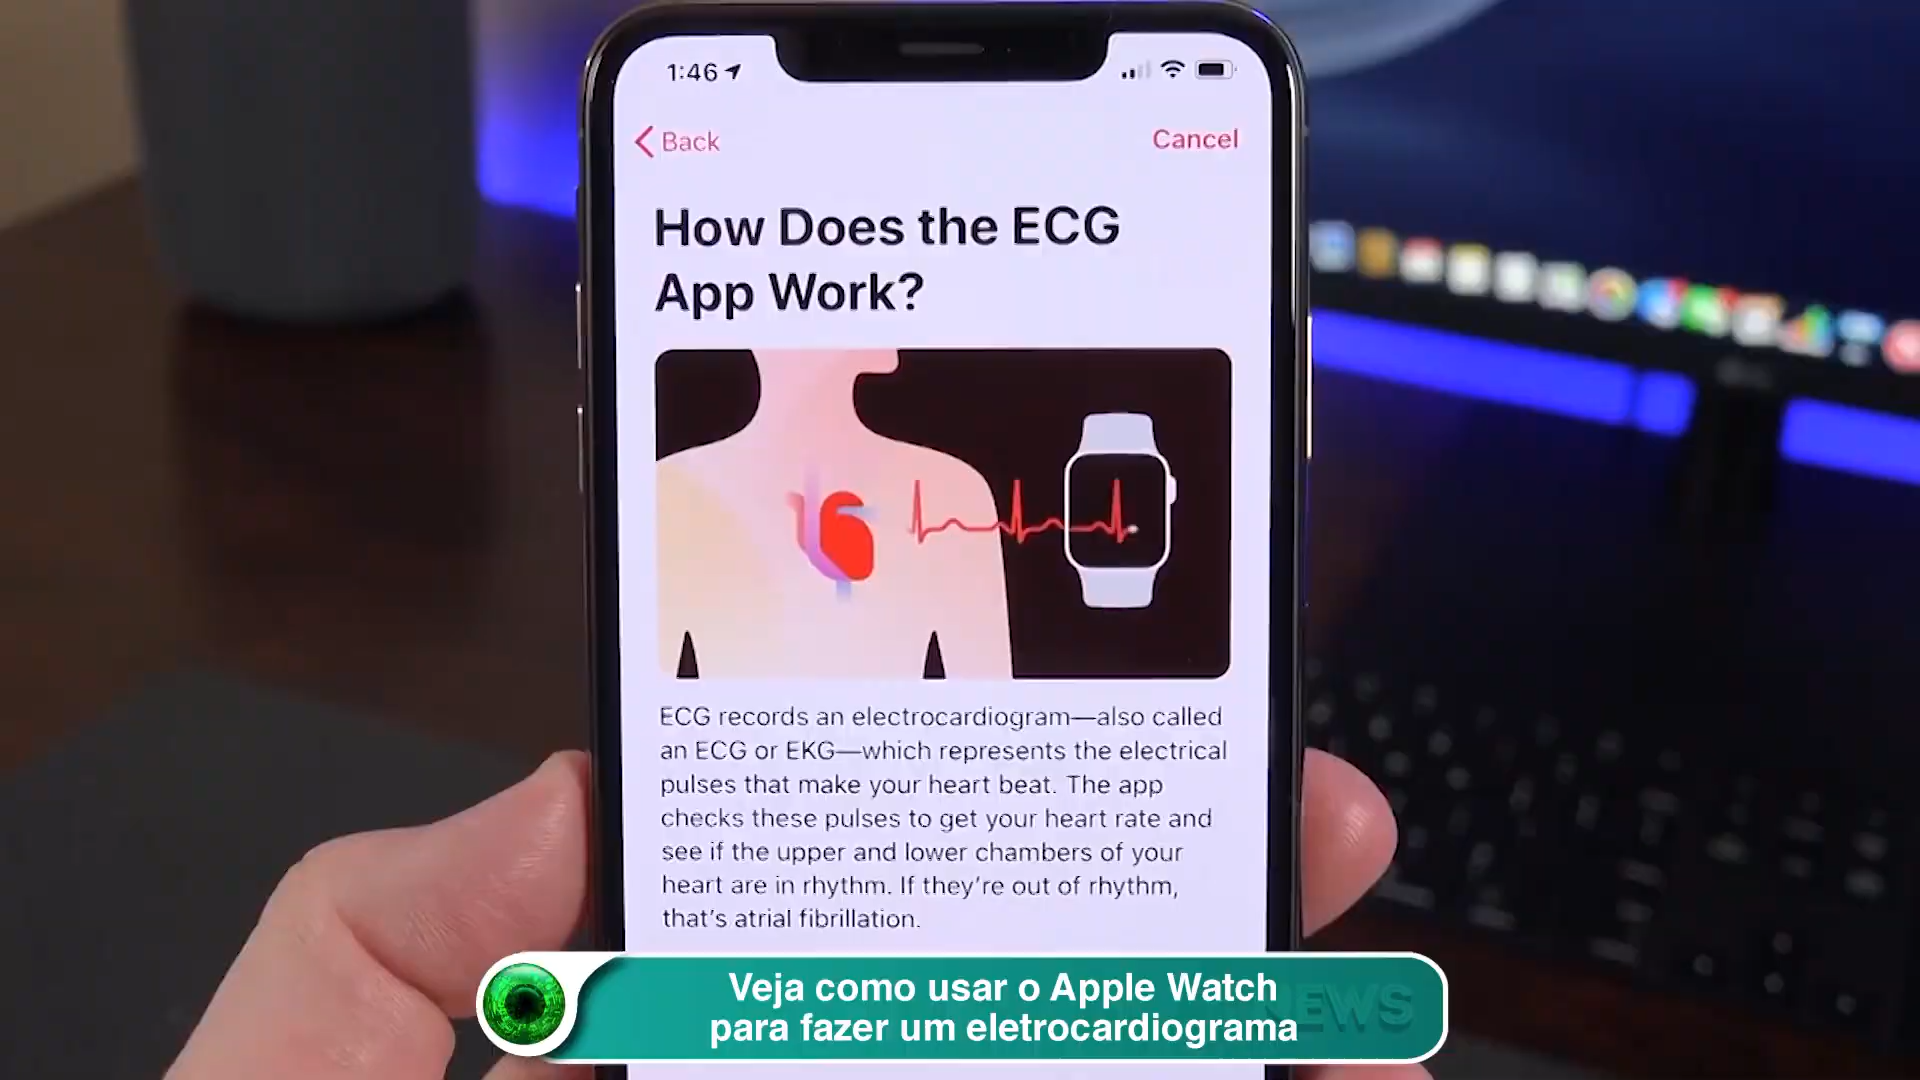 1:46
Back
Cancel
How Does the ECG
App Work?
ECG records an electrocardiogram—also called
an ECG or EKG—which represents the electrical
pulses that make your heart beat. The app
checks these pulses to get your heart rate and
see if the upper and lower chambers of your
heart are in rhythm. If they’re out of rhythm,
that’s atrial fibrillation.
Veja como usar o Apple Watch
para fazer um eletrocardiograma